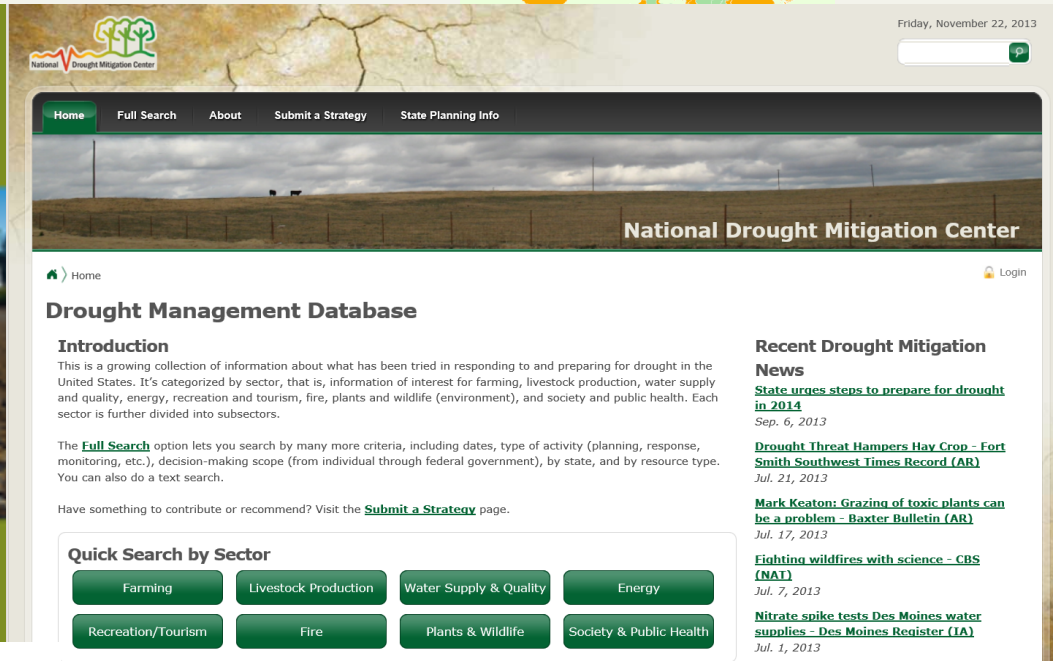 Friday, November 22, 2013
National Drought Mitigation Center
Home Full Search About Submit a Strategy State Planning Info
National Drought Mitigation Center
Home
Login
Drought Management Database
Introduction
This is a growing collection of information about what has been tried in responding to and preparing for drought in the
United States. It's categorized by sector, that is, information of interest for farming, livestock production, water supply
and quality, energy, recreation and tourism, fire, plants and wildlife (environment), and society and public health. Each
sector is further divided into subsectors.
The Full Search option lets you search by many more criteria, including dates, type of activity (planning, response,
monitoring, etc.), decision-making scope (from individual through federal government), by state, and by resource type.
You can also do a text search.
Have something to contribute or recommend? Visit the Submit a Strategy page.
Quick Search by Sector
Farming Livestock Production Water Supply & Quality Energy
Recreation/Tourism Fire Plants & Wildlife Society & Public Health
Recent Drought Mitigation
News
State urges steps to prepare for drought
in 2014
Sep. 6, 2013
Drought Threat Hampers Hay Crop - Fort
Smith Southwest Times Record (AR)
Jul. 21, 2013
Mark Keaton: Grazing of toxic plants can
be a problem - Baxter Bulletin (AR)
Jul. 17, 2013
Fighting wildfires with science - CBS
(NAT)
Jul. 7, 2013
Nitrate spike tests Des Moines water
supplies - Des Moines Register (IA)
Jul. 1, 2013